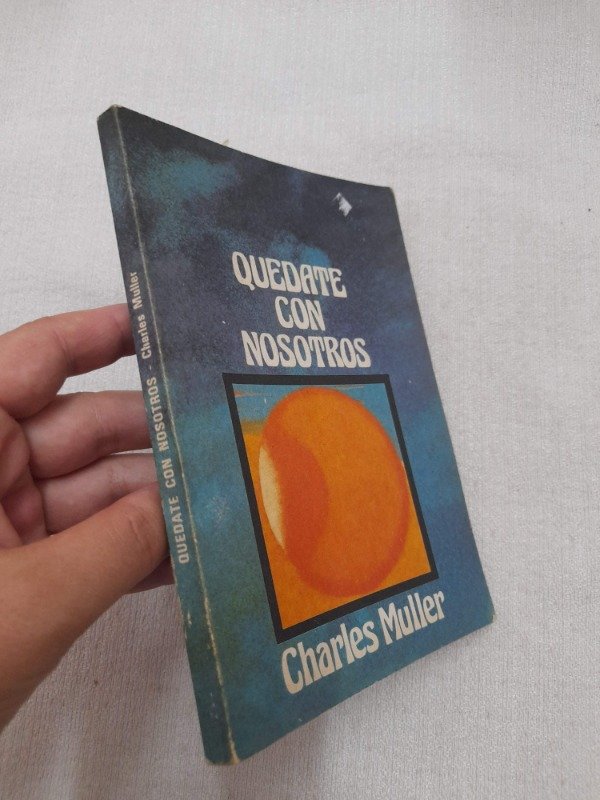 QUEDATE
CON
NOSOTROS
Charles Muller
QUEDATE CON NOSOTROS - Charles Muller